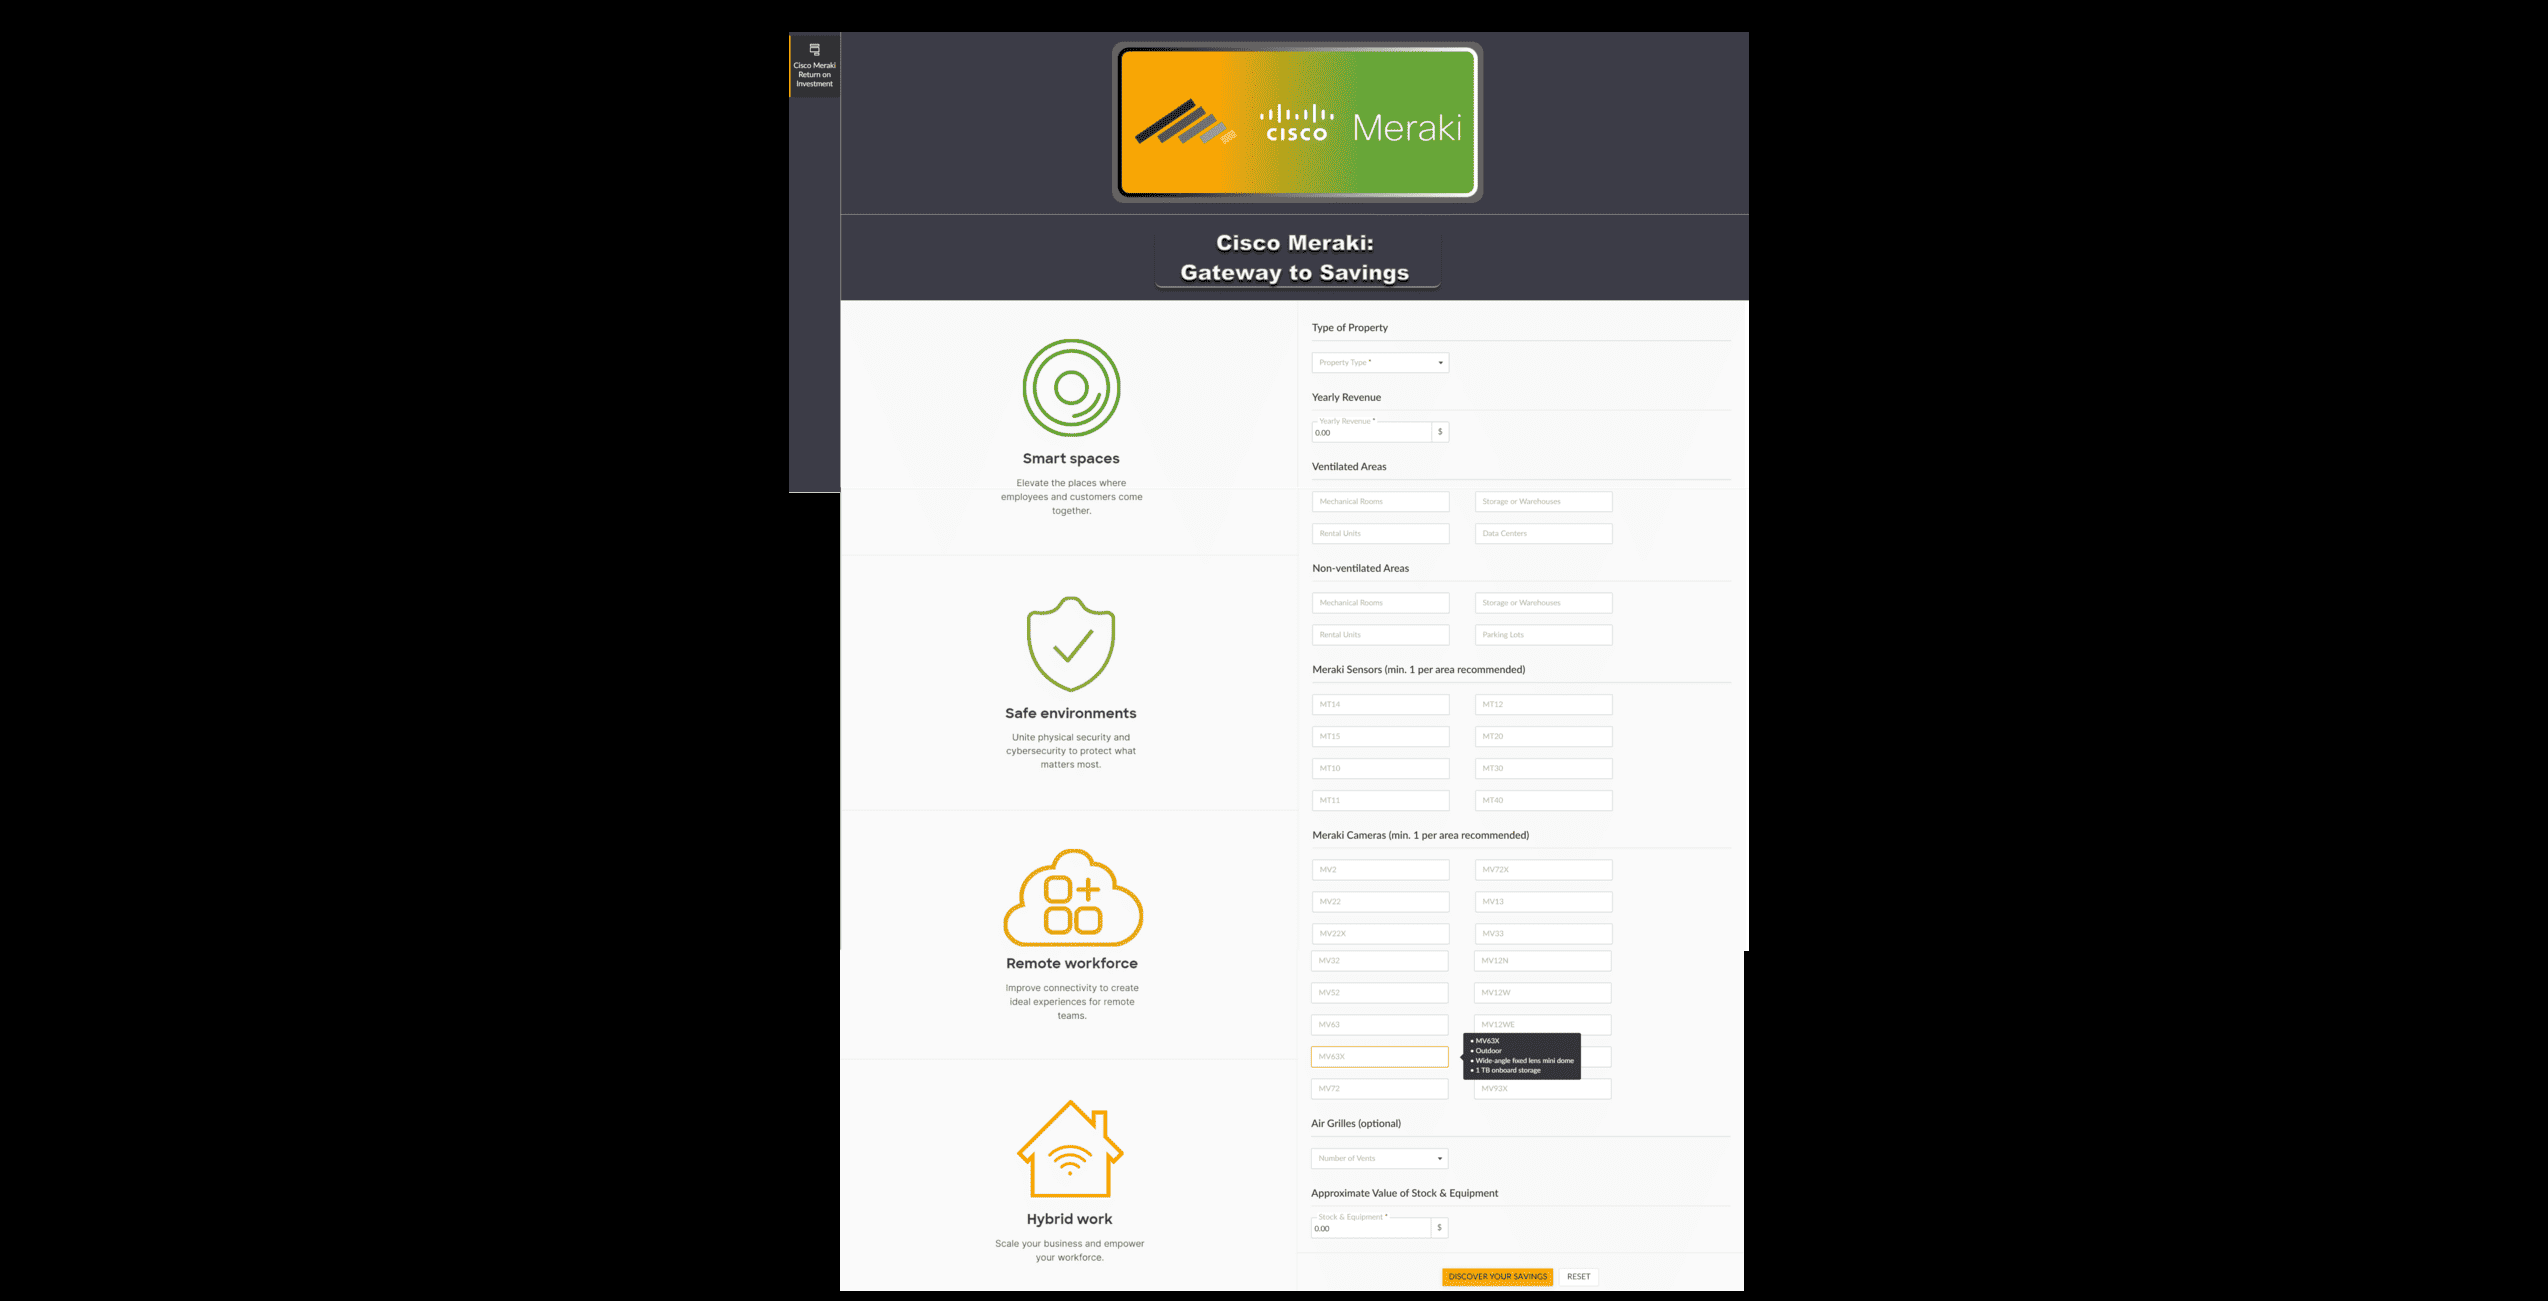 Cisco Meraki
Return on
Investment
CISCO Meraki
Cisco Meraki:
Gateway to Savings
Smart spaces
Elevate the places where
employees and customers come
together.
Safe environments
Unite physical security and
cybersecurity to protect what
matters most.
Remote workforce
Improve connectivity to create
ideal experiences for remote
teams.
Hybrid work
Scale your business and empower
your workforce.
Type of Property
Property Type *
Yearly Revenue
Yearly Revenue *
0.00 $
Ventilated Areas
Mechanical Rooms Storage or Warehouses
Rental Units Data Centers
Non-ventilated Areas
Mechanical Rooms Storage or Warehouses
Rental Units Parking Lots
Meraki Sensors (min. 1 per area recommended)
MT14 MT12
MT15 MT20
MT10 MT30
MT11 MT40
Meraki Cameras (min. 1 per area recommended)
MV2 MV72X
MV22 MV13
MV22X MV33
MV32 MV12N
MV52 MV12W
MV63 MV12WE
MV63X
• MV63X
• Outdoor
• Wide-angle fixed lens mini dome
• 1 TB onboard storage
MV72 MV93X
Air Grilles (optional)
Number of Vents
Approximate Value of Stock & Equipment
Stock & Equipment *
0.00 $
DISCOVER YOUR SAVINGS RESET